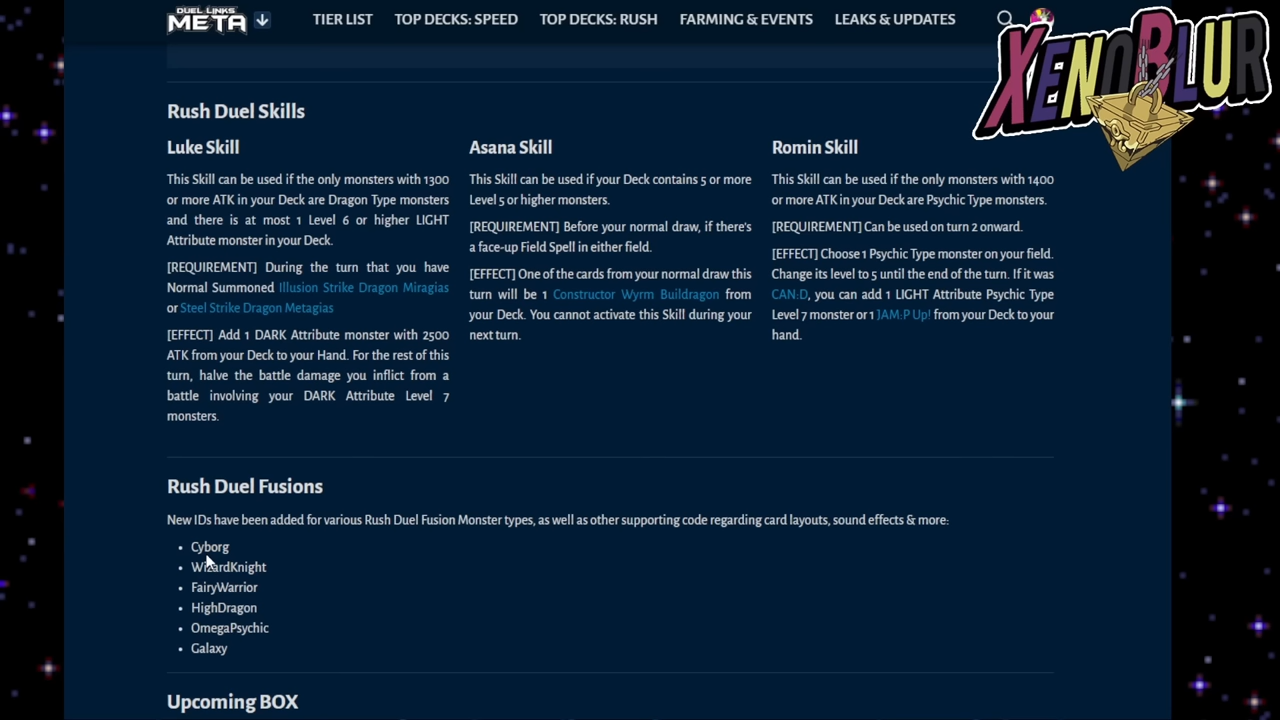 DUEL LINKS
META
TIER LIST
TOP DECKS: SPEED
TOP DECKS: RUSH
FARMING & EVENTS
LEAKS & UPDATES
XENOBLUR
Rush Duel Skills
Luke Skill
This Skill can be used if the only monsters with 1300
or more ATK in your Deck are Dragon Type monsters
and there is at most 1 Level 6 or higher LIGHT
Attribute monster in your Deck.
[REQUIREMENT] During the turn that you have
Normal Summoned Illusion Strike Dragon Miragias
or Steel Strike Dragon Metagias
[EFFECT] Add 1 DARK Attribute monster with 2500
ATK from your Deck to your Hand. For the rest of this
turn, halve the battle damage you inflict from a
battle involving your DARK Attribute Level 7
monsters.
Asana Skill
This Skill can be used if your Deck contains 5 or more
Level 5 or higher monsters.
[REQUIREMENT] Before your normal draw, if there's
a face-up Field Spell in either field.
[EFFECT] One of the cards from your normal draw this
turn will be 1 Constructor Wyrm Buildragon from
your Deck. You cannot activate this Skill during your
next turn.
Romin Skill
This Skill can be used if the only monsters with 1400
or more ATK in your Deck are Psychic Type monsters.
[REQUIREMENT] Can be used on turn 2 onward.
[EFFECT] Choose 1 Psychic Type monster on your field.
Change its level to 5 until the end of the turn. If it was
CAN:D, you can add 1 LIGHT Attribute Psychic Type
Level 7 monster or 1 JAM:P Up! from your Deck to your
hand.
Rush Duel Fusions
New IDs have been added for various Rush Duel Fusion Monster types, as well as other supporting code regarding card layouts, sound effects & more:
• Cyborg
• WizardKnight
• FairyWarrior
• HighDragon
• OmegaPsychic
• Galaxy
Upcoming BOX